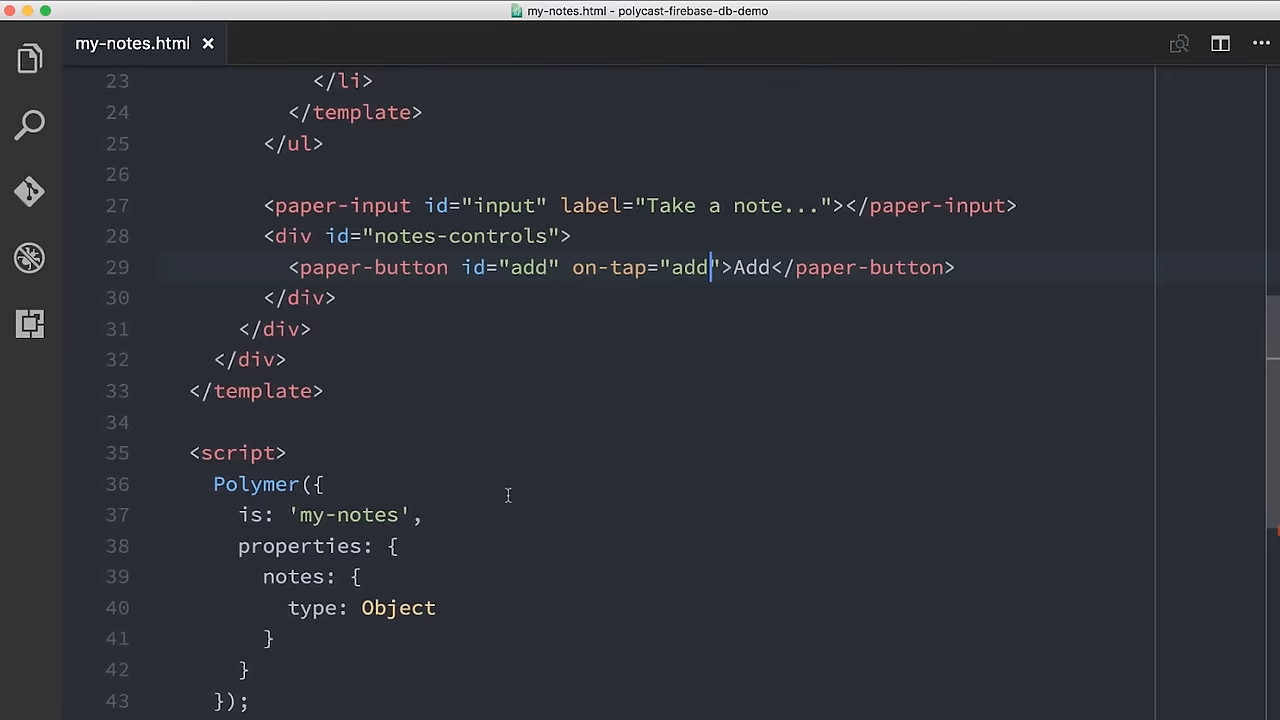 my-notes.html - polycast-firebase-db-demo
my-notes.html ×
23 </li>
24 </template>
25 </ul>
26
27 <paper-input id="input" label="Take a note..."></paper-input>
28 <div id="notes-controls">
29 <paper-button id="add" on-tap="add">Add</paper-button>
30 </div>
31 </div>
32 </div>
33 </template>
34
35 <script>
36 Polymer({
37 is: 'my-notes',
38 properties: {
39 notes: {
40 type: Object
41 }
42 }
43 });